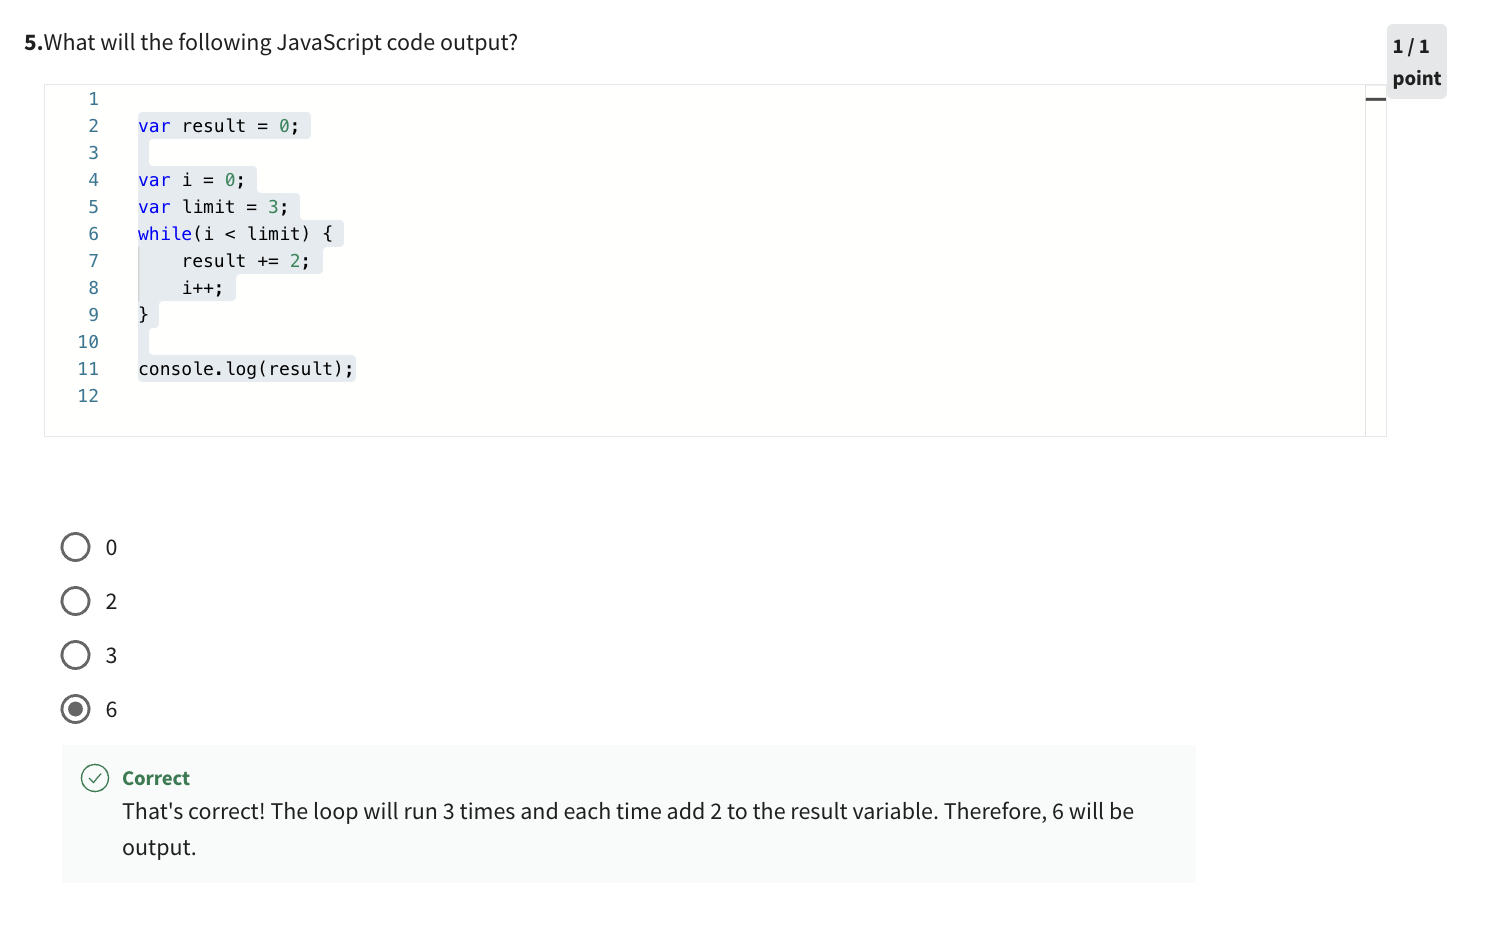 5.What will the following JavaScript code output?
1 / 1
point
1
2 var result = 0;
3
4 var i = 0;
5 var limit = 3;
6 while(i < limit) {
7     result += 2;
8     i++;
9 }
10
11 console.log(result);
12
0
2
3
6
Correct
That's correct! The loop will run 3 times and each time add 2 to the result variable. Therefore, 6 will be
output.